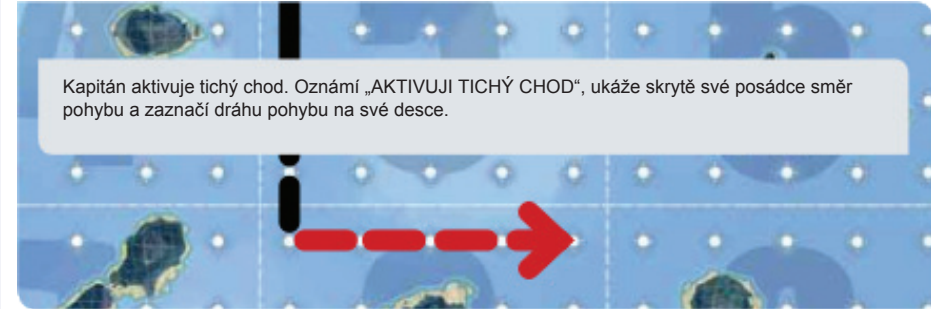 Kapitán aktivuje tichý chod. Oznámí „AKTIVUJI TICHÝ CHOD“, ukáže skrytě své posádce směr
pohybu a zaznačí dráhu pohybu na své desce.